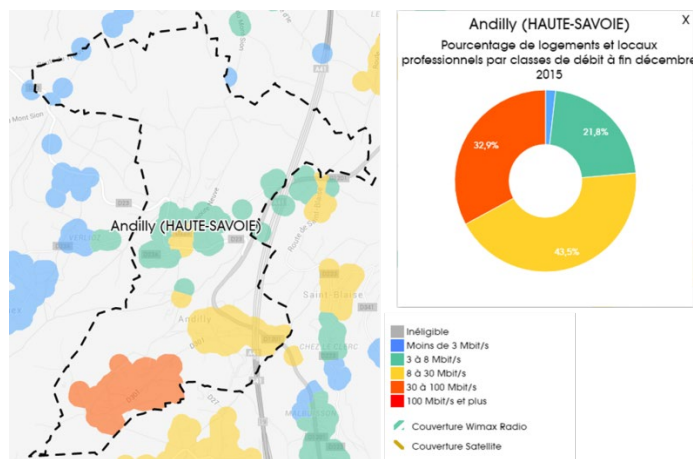 Andilly (HAUTE-SAVOIE)
X
Pourcentage de logements et locaux
professionnels par classes de débit à fin décembre
2015
32,9%
21,8%
43,5%
Andilly (HAUTE-SAVOIE)
Andilly
Saint-Blaise
CHEZ LE CLERC
D27
Inéligible
Moins de 3 Mbit/s
3 à 8 Mbit/s
8 à 30 Mbit/s
30 à 100 Mbit/s
100 Mbit/s et plus
Couverture Wimax Radio
Couverture Satellite